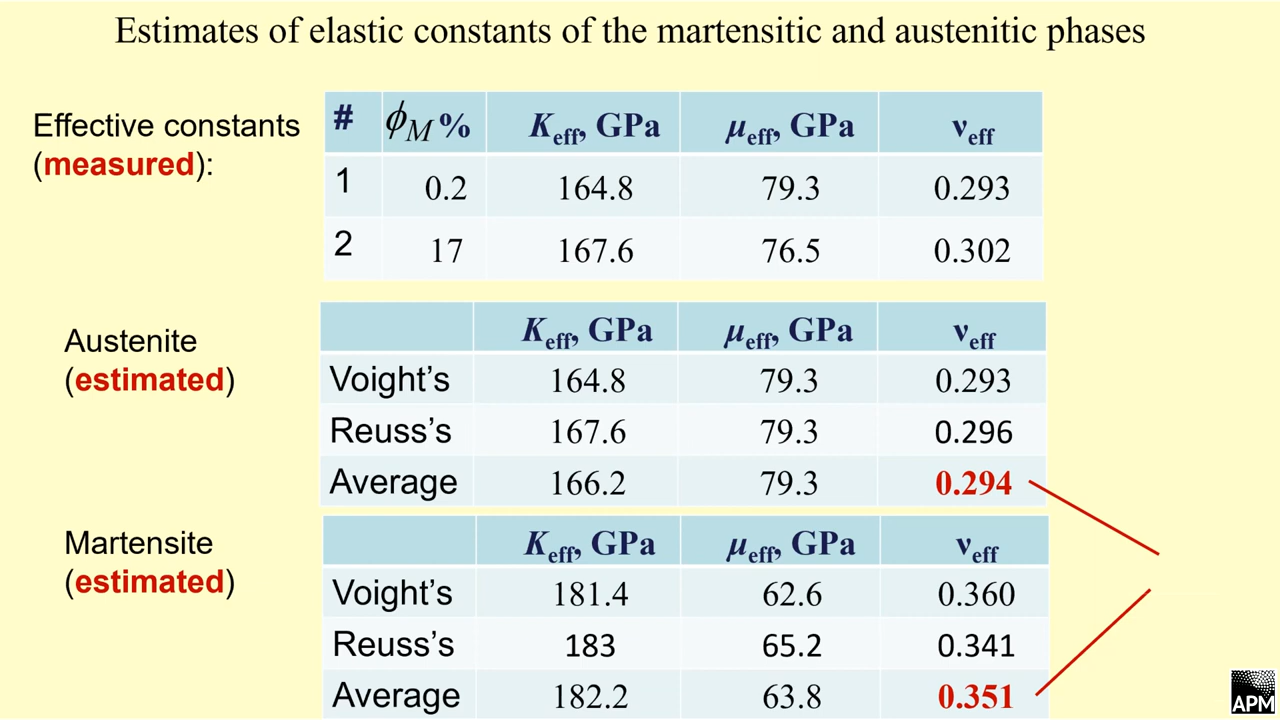 Estimates of elastic constants of the martensitic and austenitic phases
Effective constants
(measured):
# ϕM % Keff, GPa μeff, GPa νeff
1 0.2 164.8 79.3 0.293
2 17 167.6 76.5 0.302
Austenite
(estimated)
Keff, GPa μeff, GPa νeff
Voight's 164.8 79.3 0.293
Reuss's 167.6 79.3 0.296
Average 166.2 79.3 0.294
Martensite
(estimated)
Keff, GPa μeff, GPa νeff
Voight's 181.4 62.6 0.360
Reuss's 183 65.2 0.341
Average 182.2 63.8 0.351
APM